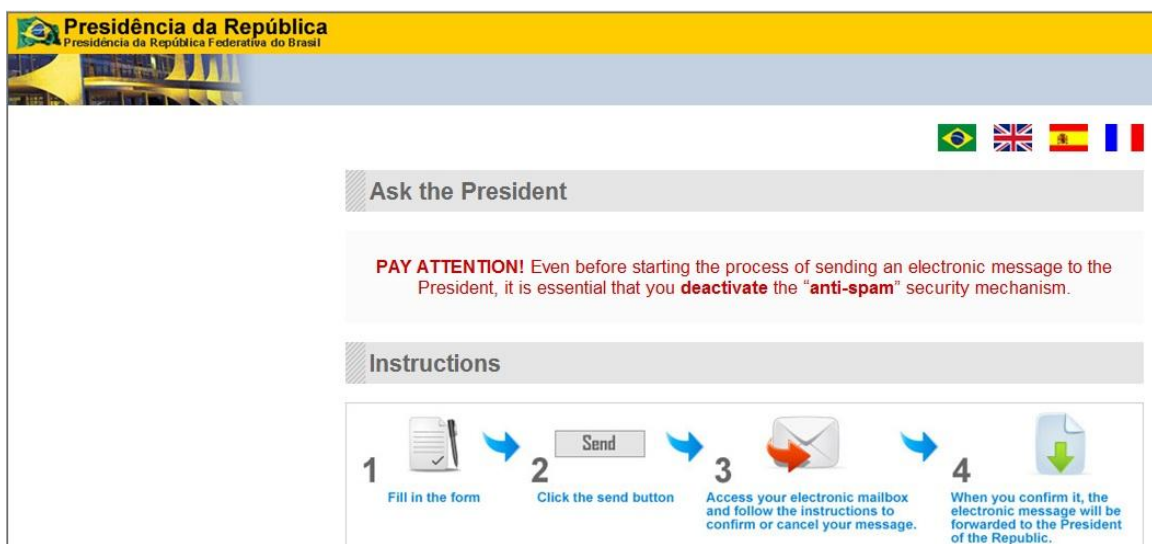 Presidência da República
Presidência da República Federativa do Brasil
Ask the President
PAY ATTENTION! Even before starting the process of sending an electronic message to the
President, it is essential that you deactivate the “anti-spam” security mechanism.
Instructions
1
Fill in the form
2
Send
Click the send button
3
Access your electronic mailbox
and follow the instructions to
confirm or cancel your message.
4
When you confirm it, the
electronic message will be
forwarded to the President
of the Republic.